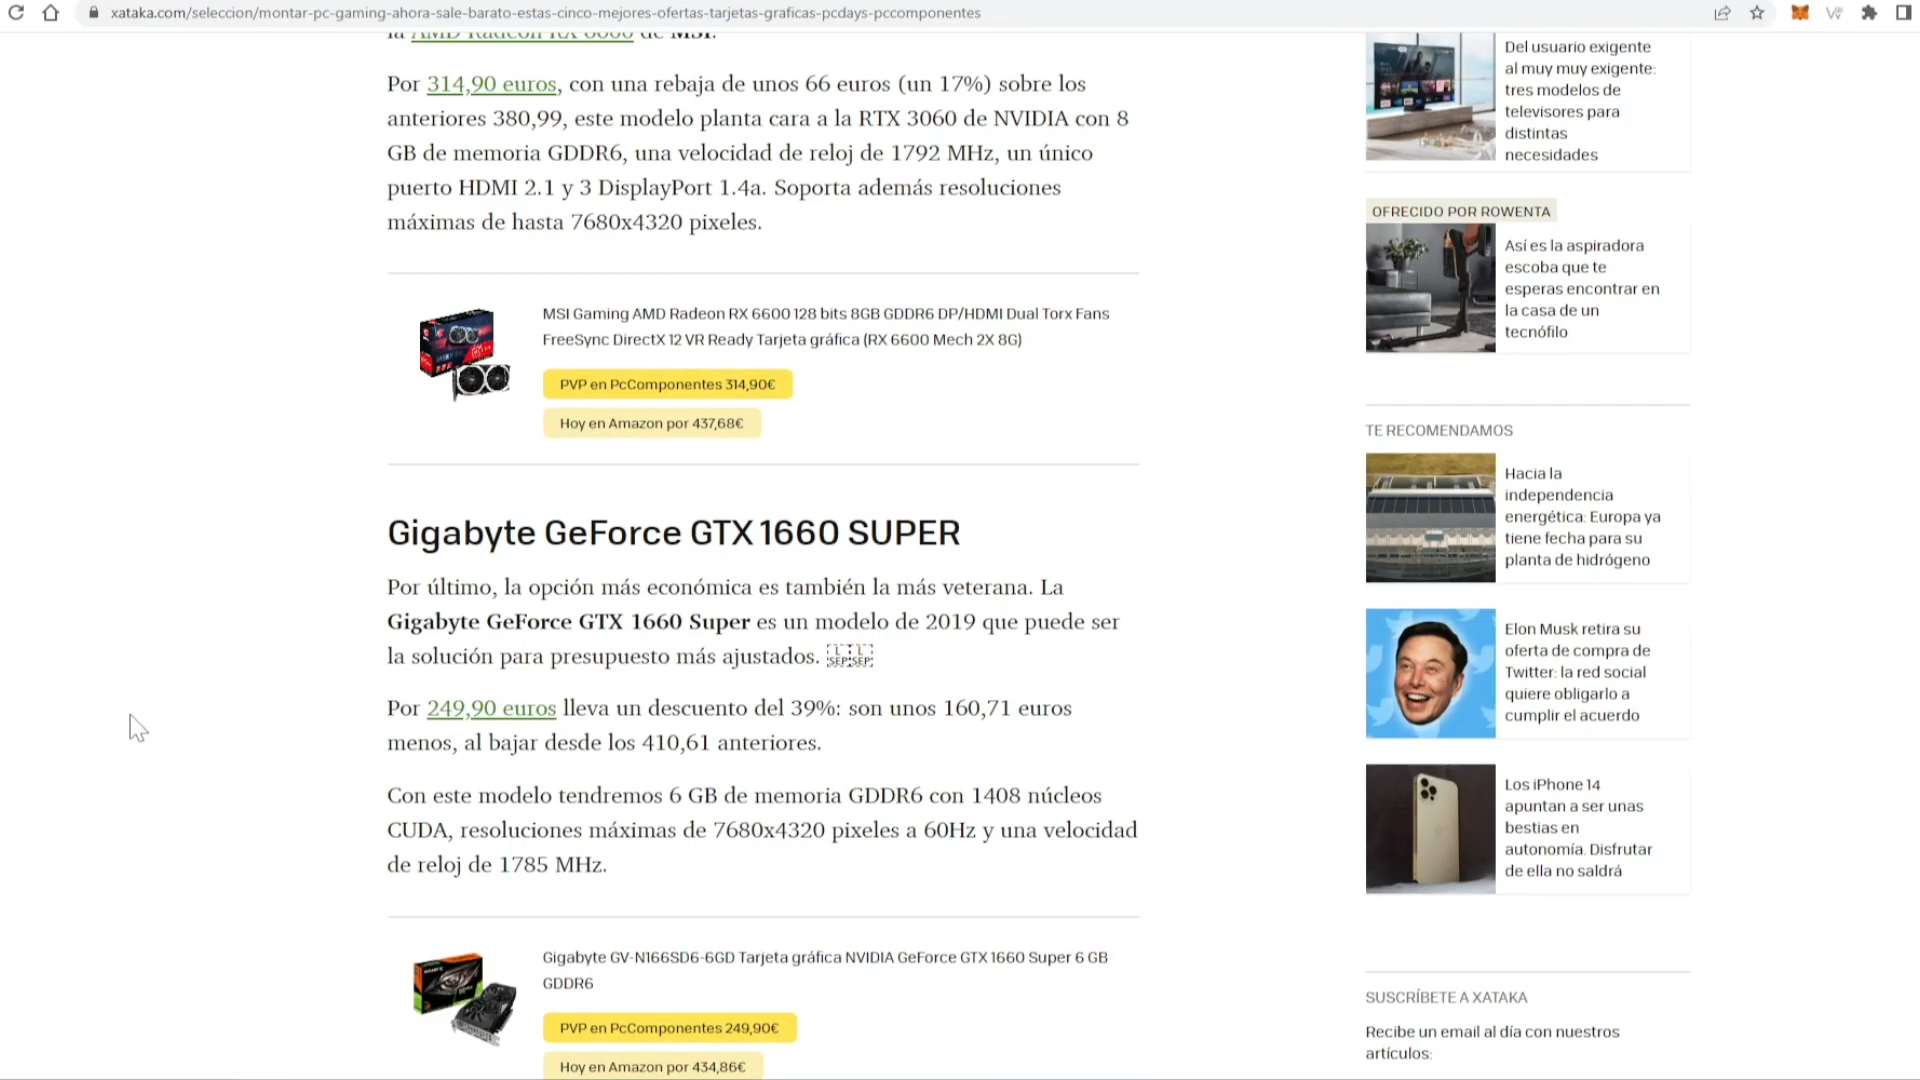 xataka.com/seleccion/montar-pc-gaming-ahora-sale-barato-estas-cinco-mejores-ofertas-tarjetas-graficas-pcdays-pccomponentes
la AMD Radeon RX 6600 de MSI.
Por 314,90 euros, con una rebaja de unos 66 euros (un 17%) sobre los
anteriores 380,99, este modelo planta cara a la RTX 3060 de NVIDIA con 8
GB de memoria GDDR6, una velocidad de reloj de 1792 MHz, un único
puerto HDMI 2.1 y 3 DisplayPort 1.4a. Soporta además resoluciones
máximas de hasta 7680x4320 pixeles.
MSI Gaming AMD Radeon RX 6600 128 bits 8GB GDDR6 DP/HDMI Dual Torx Fans
FreeSync DirectX 12 VR Ready Tarjeta gráfica (RX 6600 Mech 2X 8G)
PVP en PcComponentes 314,90€
Hoy en Amazon por 437,68€
Gigabyte GeForce GTX 1660 SUPER
Por último, la opción más económica es también la más veterana. La
Gigabyte GeForce GTX 1660 Super es un modelo de 2019 que puede ser
la solución para presupuesto más ajustados. LSEP LSEP
Por 249,90 euros lleva un descuento del 39%: son unos 160,71 euros
menos, al bajar desde los 410,61 anteriores.
Con este modelo tendremos 6 GB de memoria GDDR6 con 1408 núcleos
CUDA, resoluciones máximas de 7680x4320 pixeles a 60Hz y una velocidad
de reloj de 1785 MHz.
Gigabyte GV-N166SD6-6GD Tarjeta gráfica NVIDIA GeForce GTX 1660 Super 6 GB
GDDR6
PVP en PcComponentes 249,90€
Hoy en Amazon por 434,86€
Del usuario exigente
al muy muy exigente:
tres modelos de
televisores para
distintas
necesidades
OFRECIDO POR ROWENTA
Así es la aspiradora
escoba que te
esperas encontrar en
la casa de un
tecnófilo
TE RECOMENDAMOS
Hacia la
independencia
energética: Europa ya
tiene fecha para su
planta de hidrógeno
Elon Musk retira su
oferta de compra de
Twitter: la red social
quiere obligarlo a
cumplir el acuerdo
Los iPhone 14
apuntan a ser unas
bestias en
autonomía. Disfrutar
de ella no saldrá
SUSCRÍBETE A XATAKA
Recibe un email al día con nuestros
artículos: